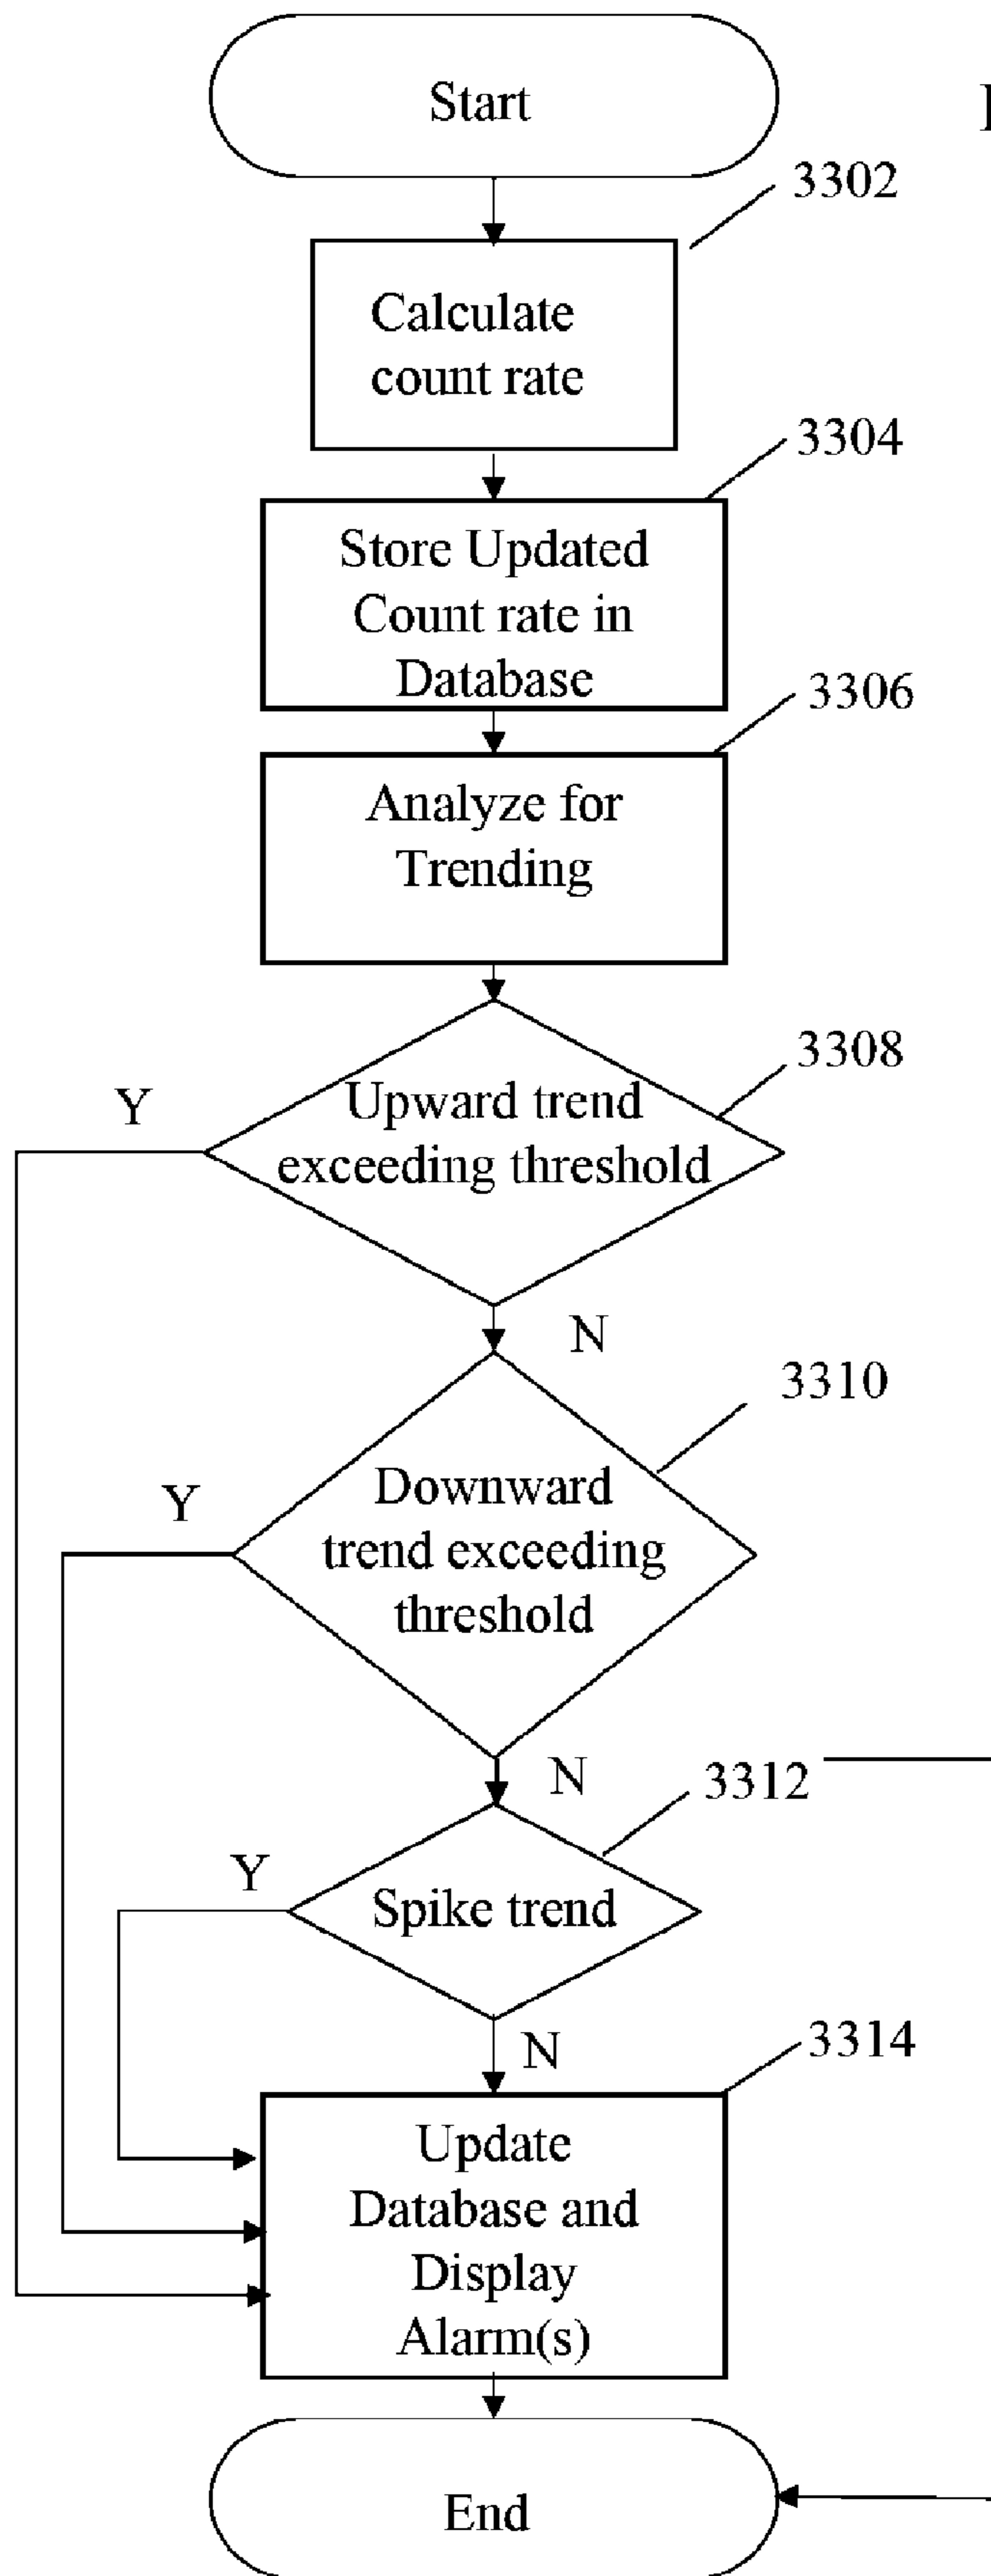 Start
3302
Calculate
count rate
3304
Store Updated
Count rate in
Database
3306
Analyze for
Trending
3308
Y
Upward trend
exceeding threshold
N
3310
Y
Downward
trend exceeding
threshold
N
3312
Y
Spike trend
N
3314
Update
Database and
Display
Alarm(s)
End